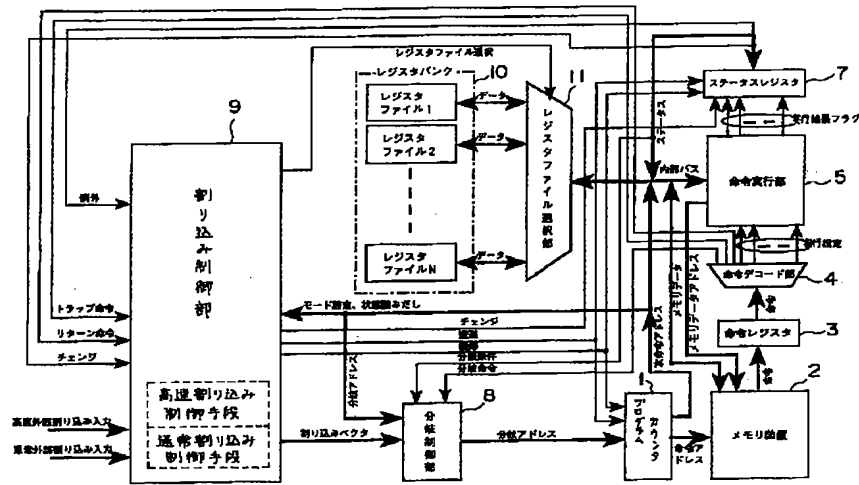 レジスタファイル選択
7
ステータスレジスタ
10
レジスタバンク
11
レジスタ
ファイル1
データ
レジスタ
ファイル2
データ
レジスタ
ファイルN
データ
レジスタファイル選択部
ステータス
実行結果フラグ
内部バス
5
命令実行部
9
割り込み制御部
例外
トラップ命令
リターン命令
チェンジ
モード設定、状態読みだし
チェンジ
分岐条件
分岐命令
分岐アドレス
次命令アドレス
メモリデータ
メモリデータアドレス
実行指定
4
命令デコード部
命令
3
命令レジスタ
命令
2
メモリ装置
1
プログラム
カウンタ
命令ア
ドレス
8
分岐制御部
分岐アドレス
割り込みベクタ
高速割り込み
制御手段
通常割り込み
制御手段
高速外部割り込み入力
通常外部割り込み入力